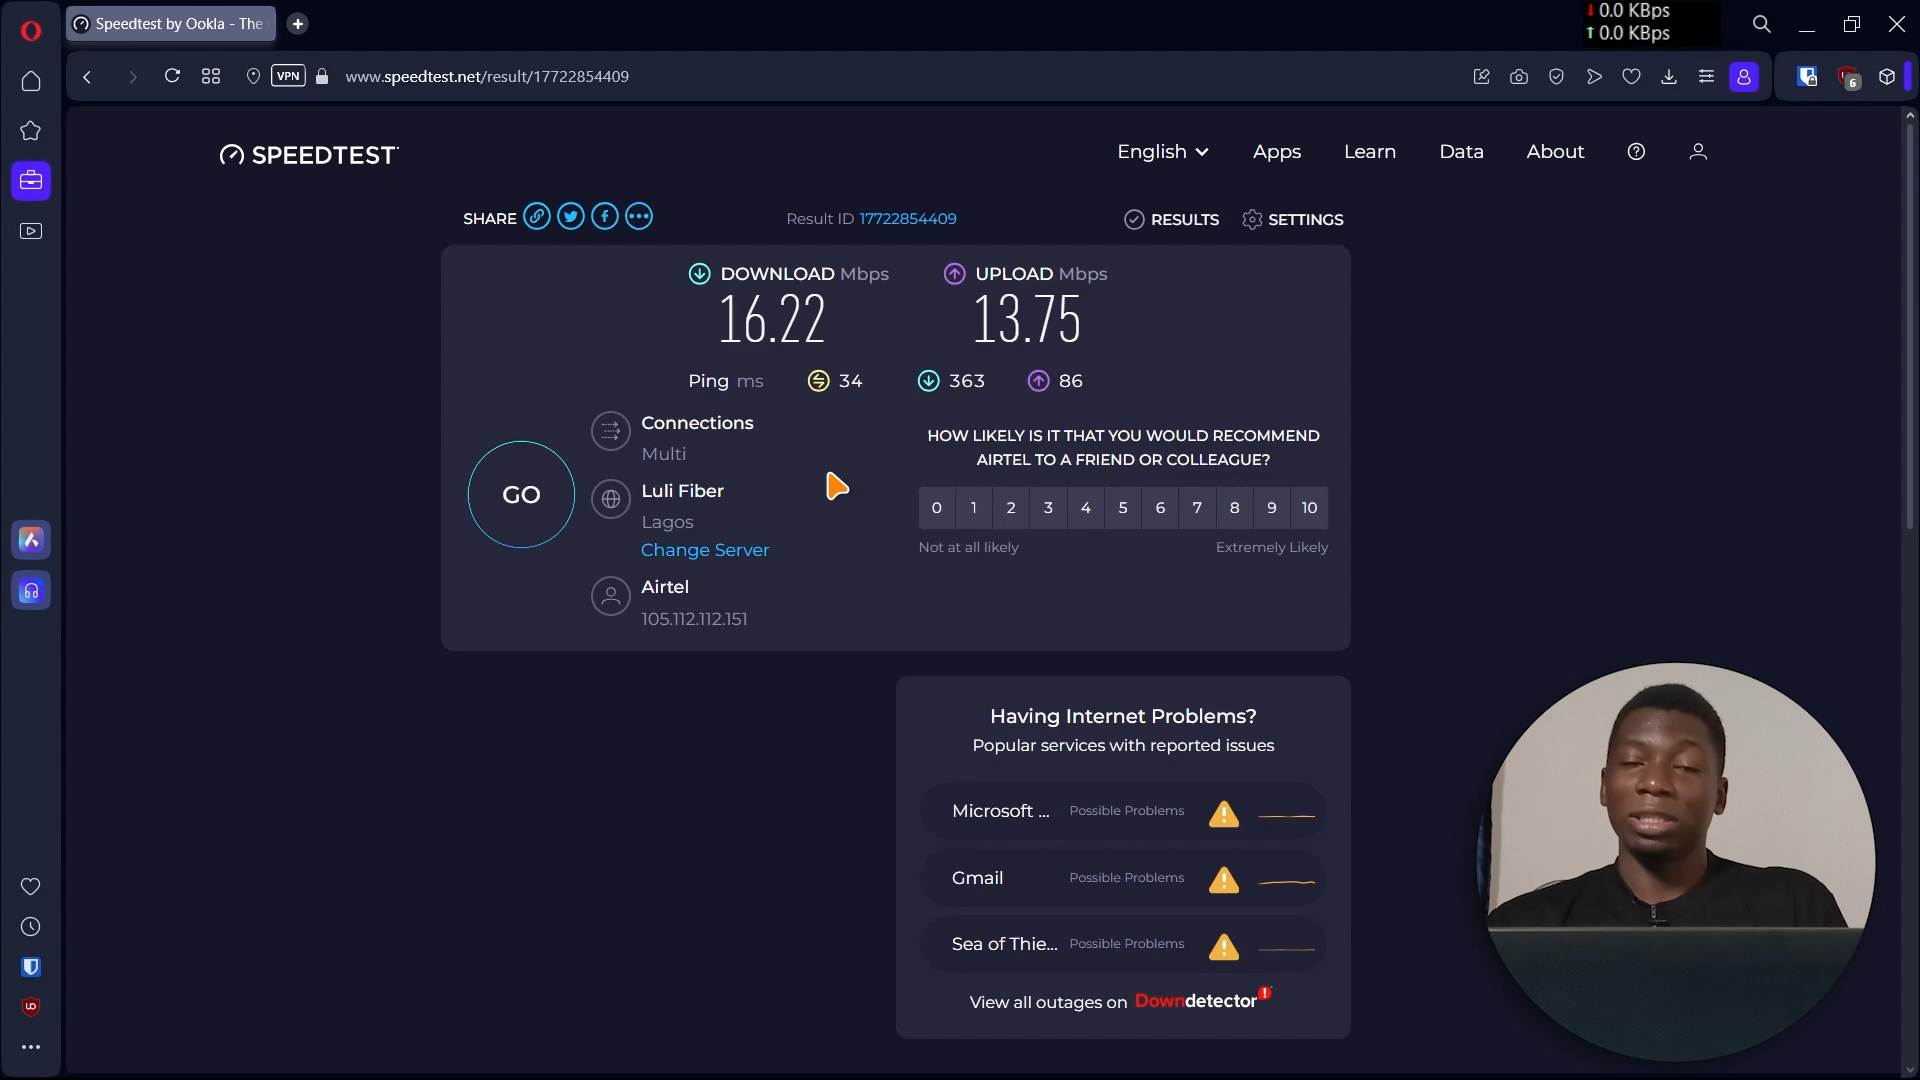 Speedtest by Ookla - The
0.0 KBps
0.0 KBps
VPN
www.speedtest.net/result/17722854409
6
SPEEDTEST
English
Apps
Learn
Data
About
SHARE
Result ID 17722854409
RESULTS
SETTINGS
DOWNLOAD Mbps
16.22
UPLOAD Mbps
13.75
Ping ms
34
363
86
GO
Connections
Multi
Luli Fiber
Lagos
Change Server
Airtel
105.112.112.151
HOW LIKELY IS IT THAT YOU WOULD RECOMMEND
AIRTEL TO A FRIEND OR COLLEAGUE?
0 1 2 3 4 5 6 7 8 9 10
Not at all likely
Extremely Likely
Having Internet Problems?
Popular services with reported issues
Microsoft ... Possible Problems
Gmail Possible Problems
Sea of Thie... Possible Problems
View all outages on Downdetector